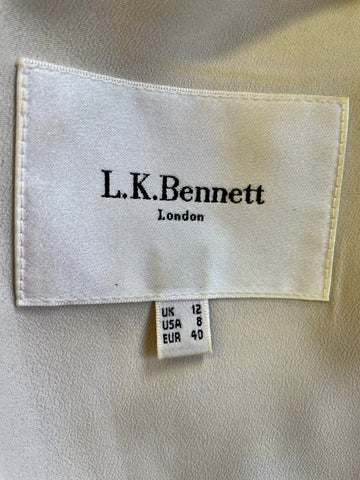 L.K.Bennett
London
UK 12
USA 8
EUR 40